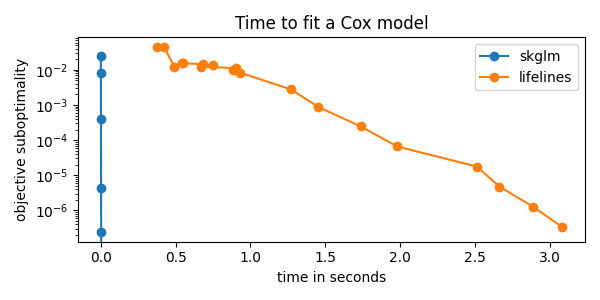 Time to fit a Cox model
skglm
lifelines
objective suboptimality
10⁻²
10⁻³
10⁻⁴
10⁻⁵
10⁻⁶
0.0 0.5 1.0 1.5 2.0 2.5 3.0
time in seconds